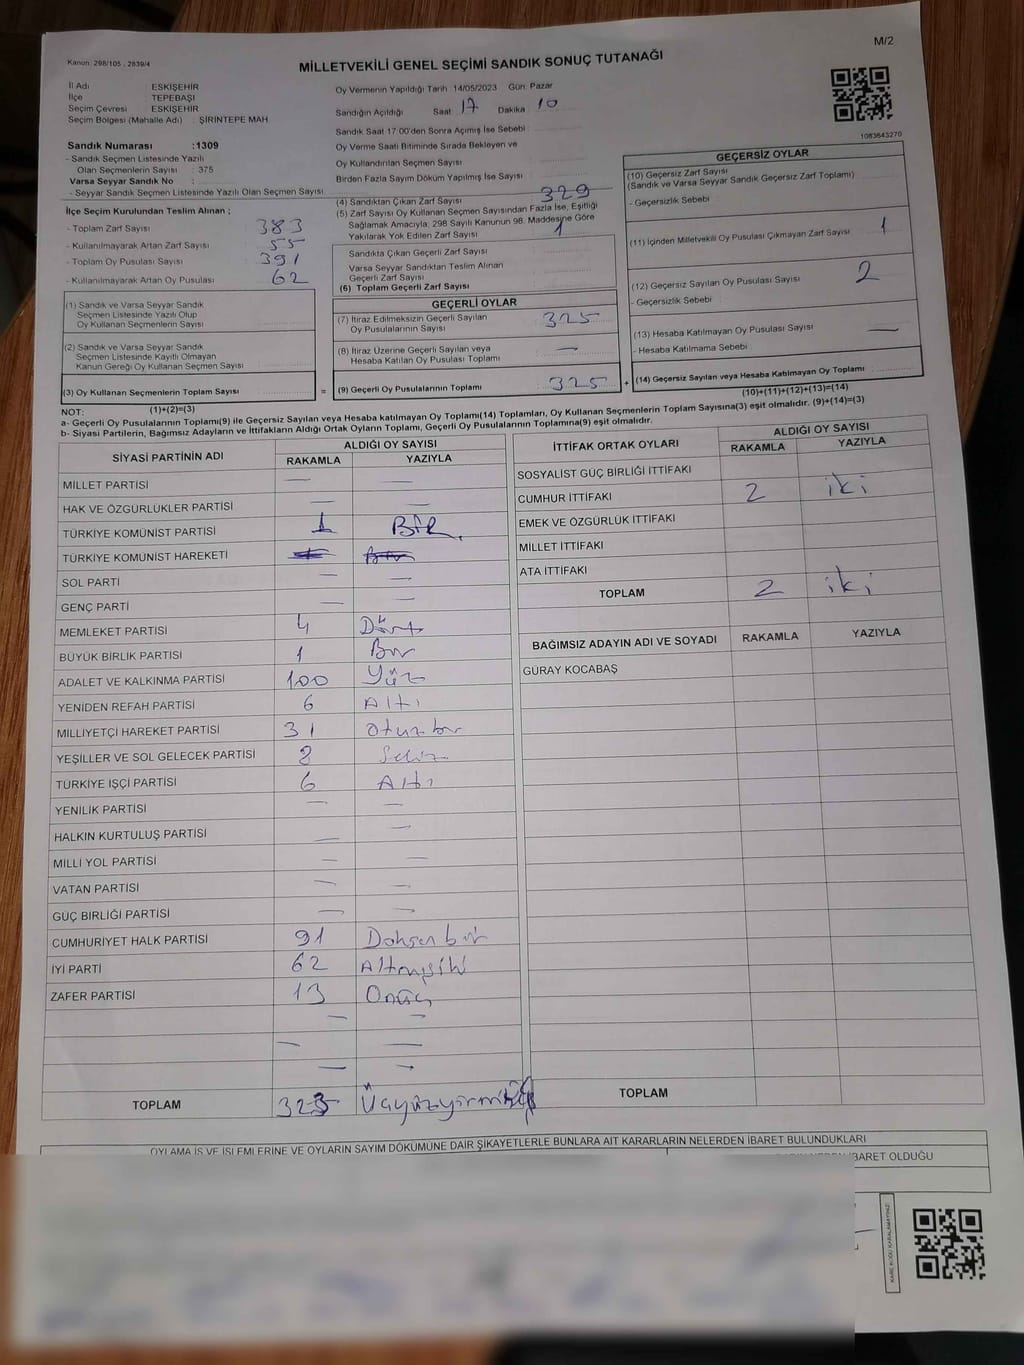 M/2
Kanun: 298/105 , 2839/4
MİLLETVEKİLİ GENEL SEÇİMİ SANDIK SONUÇ TUTANAĞI
İl Adı ESKİŞEHİR
İlçe TEPEBAŞI
Seçim Çevresi ESKİŞEHİR
Seçim Bölgesi (Mahalle Adı) : ŞİRİNTEPE MAH.
Sandık Numarası :1309
- Sandık Seçmen Listesinde Yazılı
Olan Seçmenlerin Sayısı : 375
Varsa Seyyar Sandık No :
- Seyyar Sandık Seçmen Listesinde Yazılı Olan Seçmen Sayısı
Oy Vermenin Yapıldığı Tarih 14/05/2023 Gün: Pazar
Sandığın Açıldığı Saat 17 Dakika 10
Sandık Saat 17:00'den Sonra Açımış İse Sebebi
Oy Verme Saati Bitiminde Sırada Bekleyen ve
Oy Kullandırılan Seçmen Sayısı
Birden Fazla Sayım Döküm Yapılmış İse Sayısı
1083643270
İlçe Seçim Kurulundan Teslim Alınan ;
- Toplam Zarf Sayısı 383
- Kullanılmayarak Artan Zarf Sayısı 55
- Toplam Oy Pusulası Sayısı 391
- Kullanılmayarak Artan Oy Pusulası 62
(4) Sandıktan Çıkan Zarf Sayısı 329
(5) Zarf Sayısı Oy Kullanan Seçmen Sayısından Fazla İse, Eşitliği
Sağlamak Amacıyla; 298 Sayılı Kanunun 98. Maddesine Göre
Yakılarak Yok Edilen Zarf Sayısı 1
Sandıkta Çıkan Geçerli Zarf Sayısı
Varsa Seyyar Sandıktan Teslim Alınan
Geçerli Zarf Sayısı
(6) Toplam Geçerli Zarf Sayısı
GEÇERSİZ OYLAR
(10) Geçersiz Zarf Sayısı
(Sandık ve Varsa Seyyar Sandık Geçersiz Zarf Toplamı)
- Geçersizlik Sebebi :
(11) İçinden Milletvekili Oy Pusulası Çıkmayan Zarf Sayısı 1
(12) Geçersiz Sayılan Oy Pusulası Sayısı 2
- Geçersizlik Sebebi
(13) Hesaba Katılmayan Oy Pusulası Sayısı —
- Hesaba Katılmama Sebebi
(14) Geçersiz Sayılan veya Hesaba Katılmayan Oy Toplamı
(10)+(11)+(12)+(13)=(14)
(1) Sandık ve Varsa Seyyar Sandık
Seçmen Listesinde Yazılı Olup
Oy Kullanan Seçmenlerin Sayısı
(2) Sandık ve Varsa Seyyar Sandık
Seçmen Listesinde Kayıtlı Olmayan
Kanun Gereği Oy Kullanan Seçmen Sayısı
(3) Oy Kullanan Seçmenlerin Toplam Sayısı =
(1)+(2)=(3)
GEÇERLİ OYLAR
(7) İtiraz Edilmeksizin Geçerli Sayılan
Oy Pusulalarının Sayısı 325
(8) İtiraz Üzerine Geçerli Sayılan veya
Hesaba Katılan Oy Pusulası Toplamı —
(9) Geçerli Oy Pusulalarının Toplamı 325 +
NOT:
a- Geçerli Oy Pusulalarının Toplamı(9) ile Geçersiz Sayılan veya Hesaba katılmayan Oy Toplamı(14) Toplamları, Oy Kullanan Seçmenlerin Toplam Sayısına(3) eşit olmalıdır. (9)+(14)=(3)
b- Siyasi Partilerin, Bağımsız Adayların ve İttifakların Aldığı Ortak Oyların Toplamı, Geçerli Oy Pusulalarının Toplamına(9) eşit olmalıdır.
SİYASİ PARTİNİN ADI ALDIĞI OY SAYISI
RAKAMLA YAZIYLA
MİLLET PARTİSİ — —
HAK VE ÖZGÜRLÜKLER PARTİSİ — —
TÜRKİYE KOMÜNİST PARTİSİ 1 BİR
TÜRKİYE KOMÜNİST HAREKETİ
SOL PARTİ — —
GENÇ PARTİ — —
MEMLEKET PARTİSİ 4 Dört
BÜYÜK BİRLİK PARTİSİ 1 Bir
ADALET VE KALKINMA PARTİSİ 100 Yüz
YENİDEN REFAH PARTİSİ 6 Altı
MİLLİYETÇİ HAREKET PARTİSİ 31 otuzbir
YEŞİLLER VE SOL GELECEK PARTİSİ 8 Sekiz
TÜRKİYE İŞÇİ PARTİSİ 6 Altı
YENİLİK PARTİSİ — —
HALKIN KURTULUŞ PARTİSİ — —
MİLLİ YOL PARTİSİ — —
VATAN PARTİSİ — —
GÜÇ BİRLİĞİ PARTİSİ — —
CUMHURİYET HALK PARTİSİ 91 Doksan bir
İYİ PARTİ 62 Altmışiki
ZAFER PARTİSİ 13 Onüç
— —
— —
— —
TOPLAM 323
İTTİFAK ORTAK OYLARI ALDIĞI OY SAYISI
RAKAMLA YAZIYLA
SOSYALİST GÜÇ BİRLİĞİ İTTİFAKI
CUMHUR İTTİFAKI 2 iki
EMEK VE ÖZGÜRLÜK İTTİFAKI
MİLLET İTTİFAKI
ATA İTTİFAKI
TOPLAM 2 iki
BAĞIMSIZ ADAYIN ADI VE SOYADI RAKAMLA YAZIYLA
GÜRAY KOCABAŞ
TOPLAM
OYLAMA İŞ VE İŞLEMLERİNE VE OYLARIN SAYIM DÖKÜMÜNE DAİR ŞİKAYETLERLE BUNLARA AİT KARARLARIN NELERDEN İBARET BULUNDUKLARI
İBARET OLDUĞU
KARE KODU KARALAMAYINIZ!